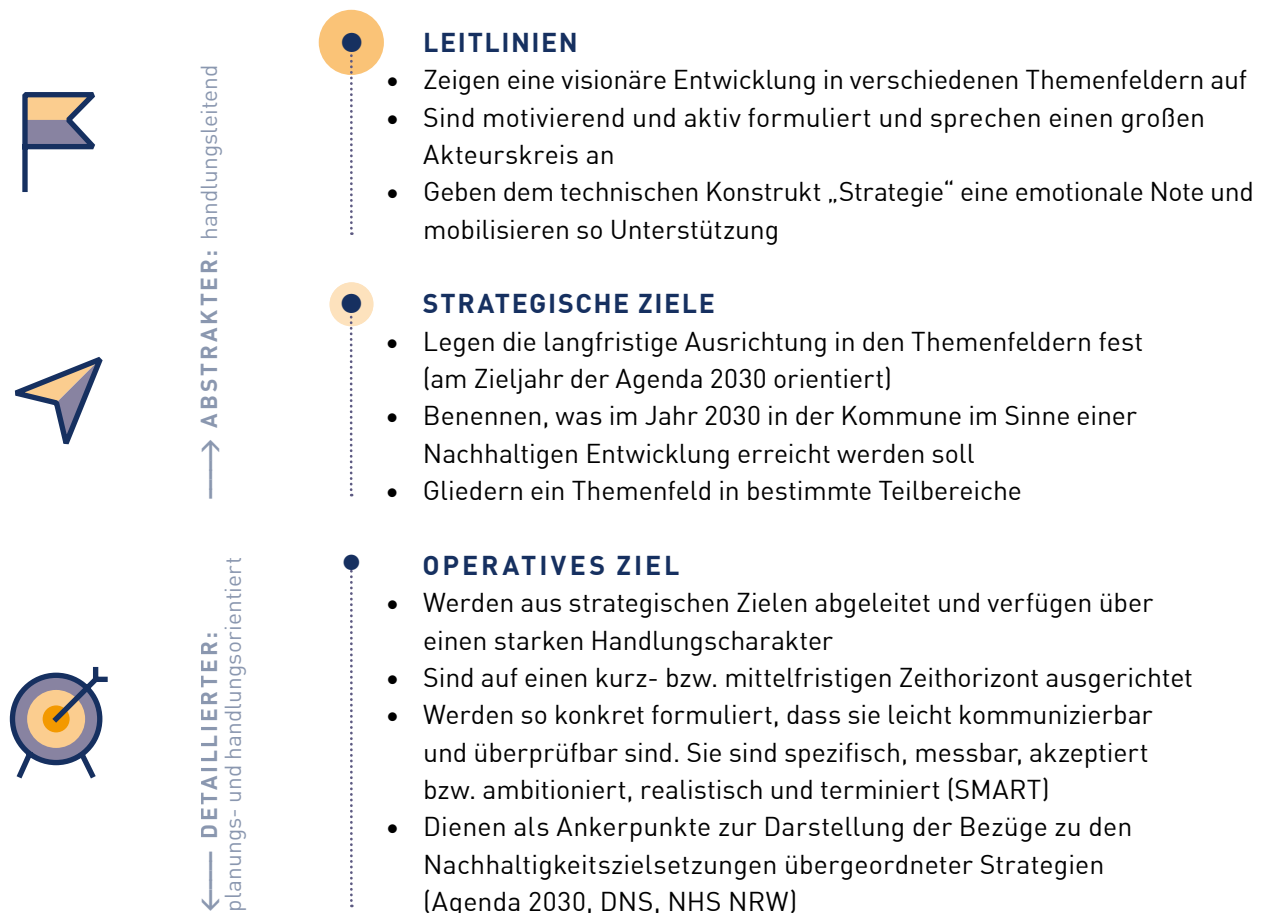 LEITLINIEN
• Zeigen eine visionäre Entwicklung in verschiedenen Themenfeldern auf
• Sind motivierend und aktiv formuliert und sprechen einen großen
Akteurskreis an
• Geben dem technischen Konstrukt „Strategie“ eine emotionale Note und
mobilisieren so Unterstützung
→ ABSTRAKTER: handlungsleitend
STRATEGISCHE ZIELE
• Legen die langfristige Ausrichtung in den Themenfeldern fest
(am Zieljahr der Agenda 2030 orientiert)
• Benennen, was im Jahr 2030 in der Kommune im Sinne einer
Nachhaltigen Entwicklung erreicht werden soll
• Gliedern ein Themenfeld in bestimmte Teilbereiche
← DETAILLIERTER:
planungs- und handlungsorientiert
OPERATIVES ZIEL
• Werden aus strategischen Zielen abgeleitet und verfügen über
einen starken Handlungscharakter
• Sind auf einen kurz- bzw. mittelfristigen Zeithorizont ausgerichtet
• Werden so konkret formuliert, dass sie leicht kommunizierbar
und überprüfbar sind. Sie sind spezifisch, messbar, akzeptiert
bzw. ambitioniert, realistisch und terminiert (SMART)
• Dienen als Ankerpunkte zur Darstellung der Bezüge zu den
Nachhaltigkeitszielsetzungen übergeordneter Strategien
(Agenda 2030, DNS, NHS NRW)